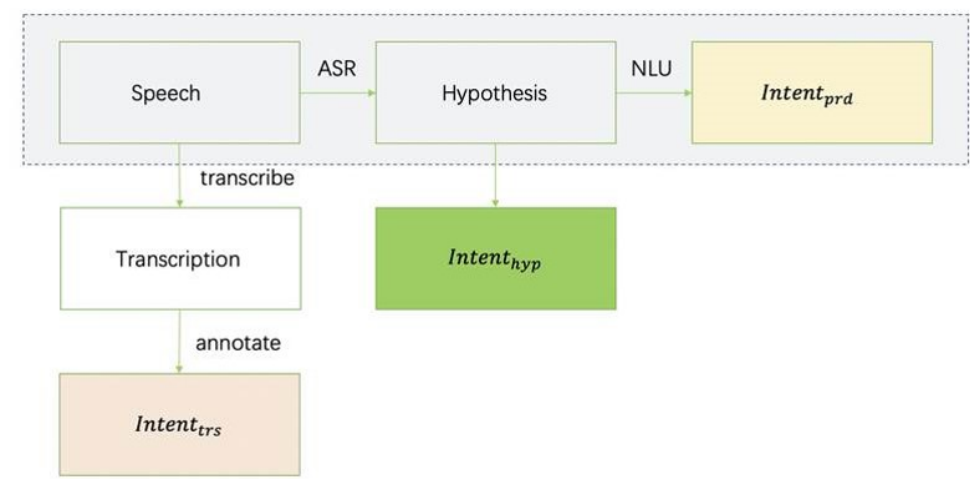 Speech
ASR
Hypothesis
NLU
Intent_prd
transcribe
Transcription
Intent_hyp
annotate
Intent_trs